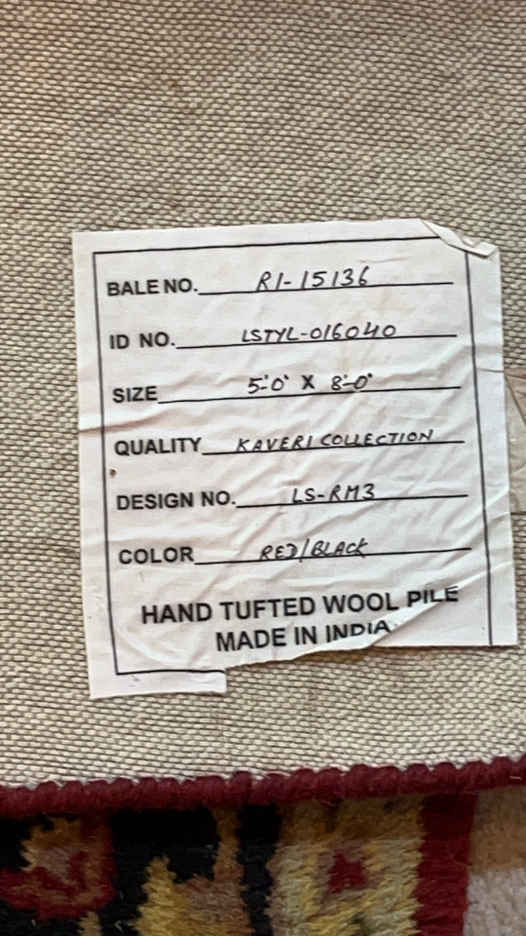 BALE NO. RI-15136
ID NO. LSTYL-016040
SIZE 5'-0" X 8'-0"
QUALITY KAVERI COLLECTION
DESIGN NO. LS-RM3
COLOR RED/BLACK
HAND TUFTED WOOL PILE
MADE IN INDIA